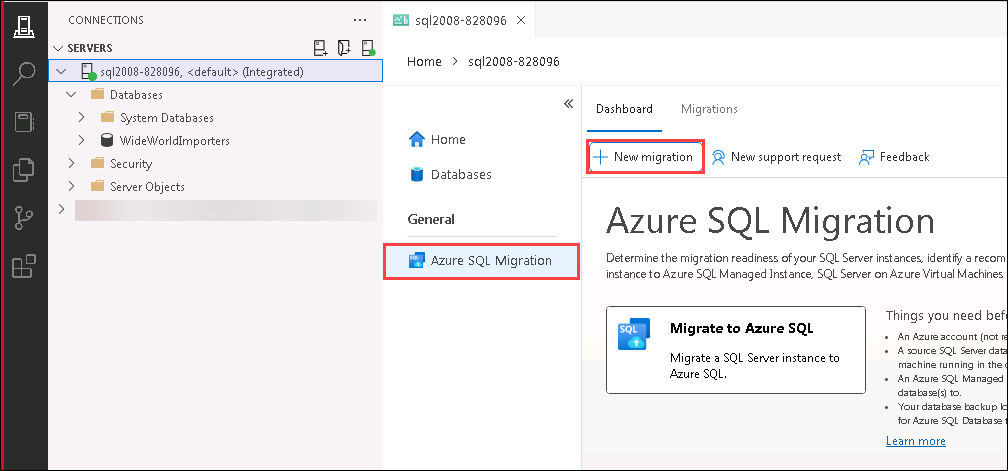 CONNECTIONS
SERVERS
sql2008-828096, <default> (Integrated)
Databases
System Databases
WideWorldImporters
Security
Server Objects
sql2008-828096
Home > sql2008-828096
Home
Databases
General
Azure SQL Migration
Dashboard Migrations
New migration New support request Feedback
Azure SQL Migration
Determine the migration readiness of your SQL Server instances, identify a recom
instance to Azure SQL Managed Instance, SQL Server on Azure Virtual Machines
SQL
Migrate to Azure SQL
Migrate a SQL Server instance to
Azure SQL.
Things you need befo
• An Azure account (not re
• A source SQL Server data
machine running in the c
• An Azure SQL Managed
database(s) to.
• Your database backup lo
for Azure SQL Database t
Learn more